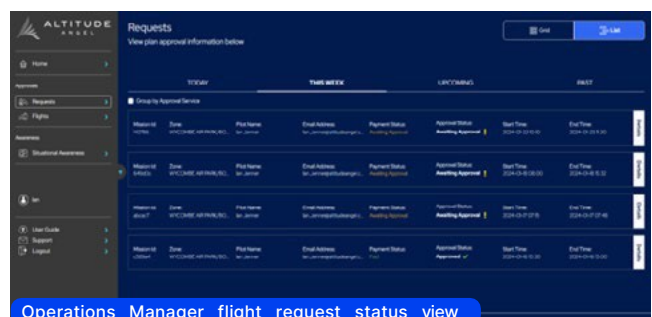 ALTITUDE
ANGEL
Requests
View plan approval information below
Grid
List
Home
Approvals
Requests
Flights
Awareness
Situational Awareness
Ian
User Guide
Support
Logout
TODAY THIS WEEK UPCOMING PAST
Group by Approval Service
Mission Id Zone Pilot Name Email Address Payment Status Approval Status Start Time End Time Details
WYCOMBE AIR PARK/BO... Ian Jenner Awaiting Approval Awaiting Approval
Mission Id Zone Pilot Name Email Address Payment Status Approval Status Start Time End Time Details
WYCOMBE AIR PARK/BO... Ian Jenner Awaiting Approval Awaiting Approval
Mission Id Zone Pilot Name Email Address Payment Status Approval Status Start Time End Time Details
WYCOMBE AIR PARK/BO... Ian Jenner Awaiting Approval Awaiting Approval
Mission Id Zone Pilot Name Email Address Payment Status Approval Status Start Time End Time Details
WYCOMBE AIR PARK/BO... Ian Jenner Paid Approved
Operations Manager flight request status view